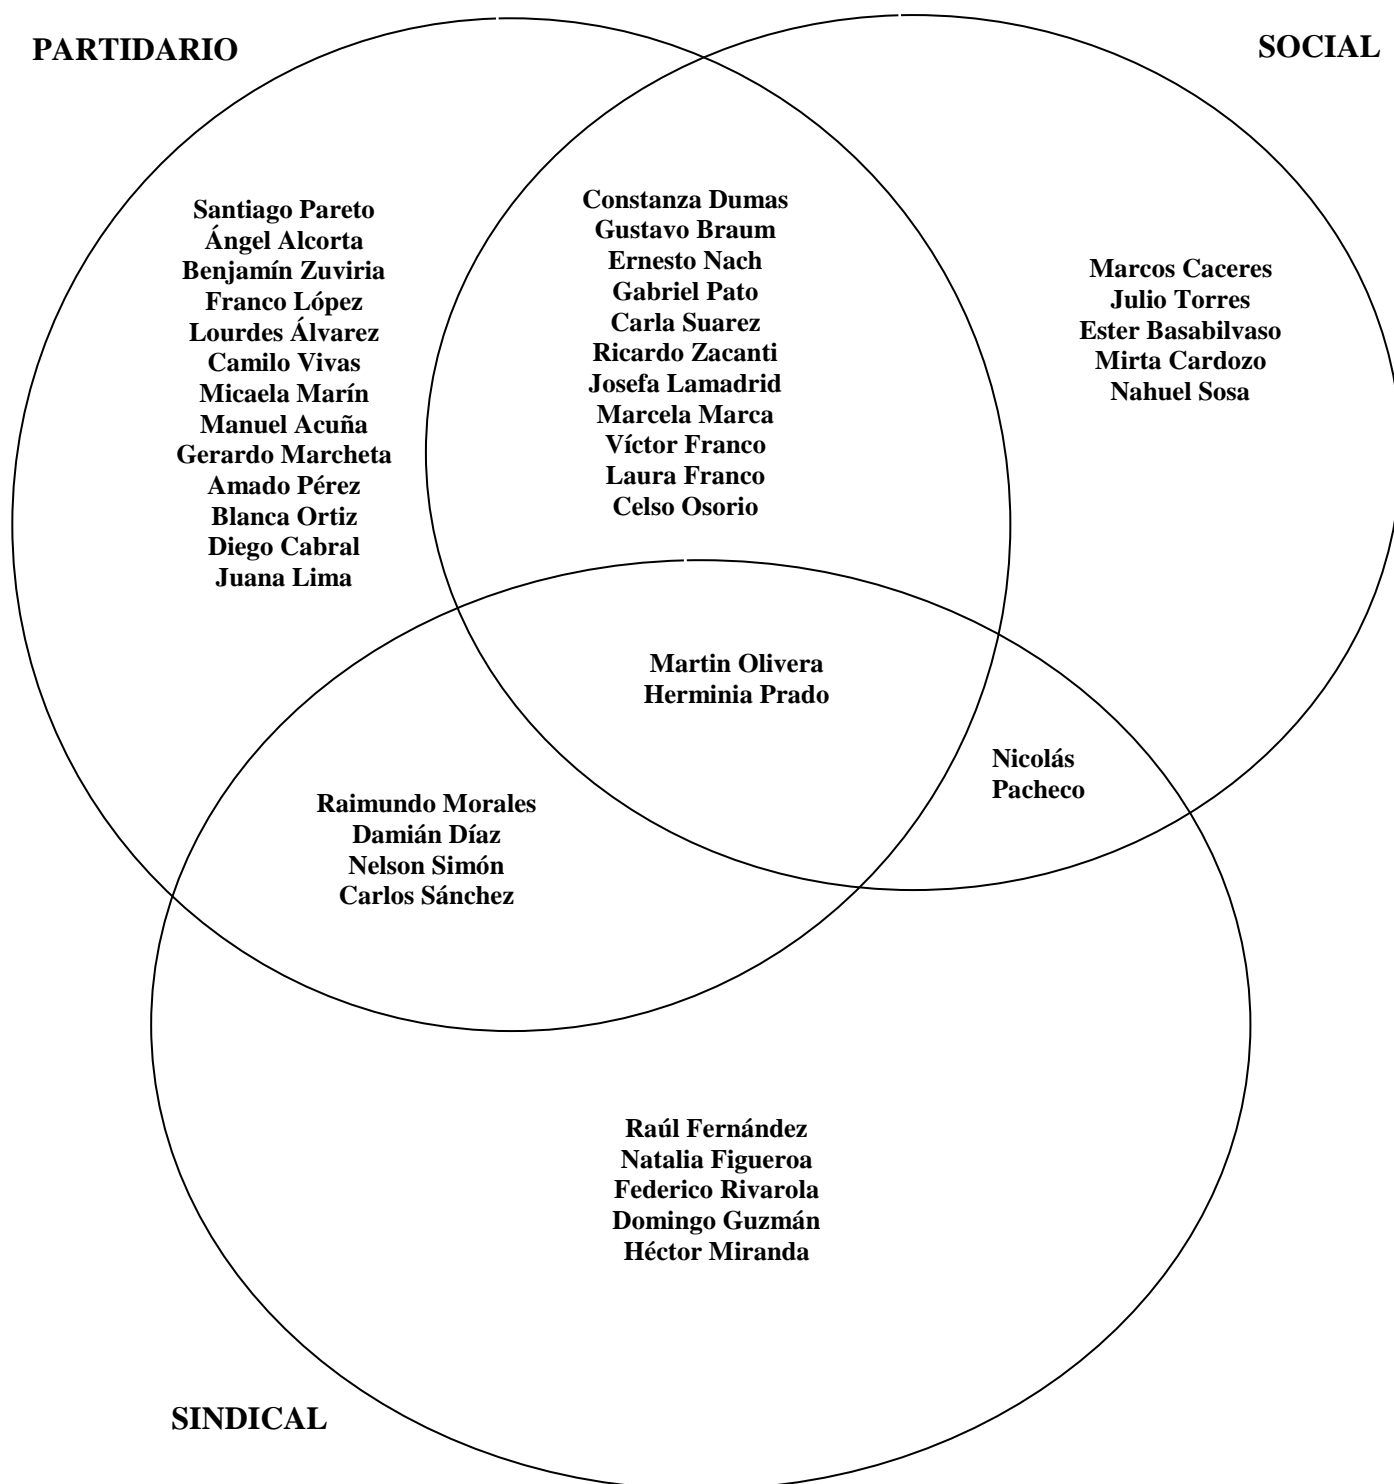 PARTIDARIO
SOCIAL
Santiago Pareto
Ángel Alcorta
Benjamín Zuviria
Franco López
Lourdes Álvarez
Camilo Vivas
Micaela Marín
Manuel Acuña
Gerardo Marcheta
Amado Pérez
Blanca Ortiz
Diego Cabral
Juana Lima
Constanza Dumas
Gustavo Braum
Ernesto Nach
Gabriel Pato
Carla Suarez
Ricardo Zacanti
Josefa Lamadrid
Marcela Marca
Víctor Franco
Laura Franco
Celso Osorio
Marcos Caceres
Julio Torres
Ester Basabilvaso
Mirta Cardozo
Nahuel Sosa
Martin Olivera
Herminia Prado
Nicolás
Pacheco
Raimundo Morales
Damián Díaz
Nelson Simón
Carlos Sánchez
Raúl Fernández
Natalia Figueroa
Federico Rivarola
Domingo Guzmán
Héctor Miranda
SINDICAL